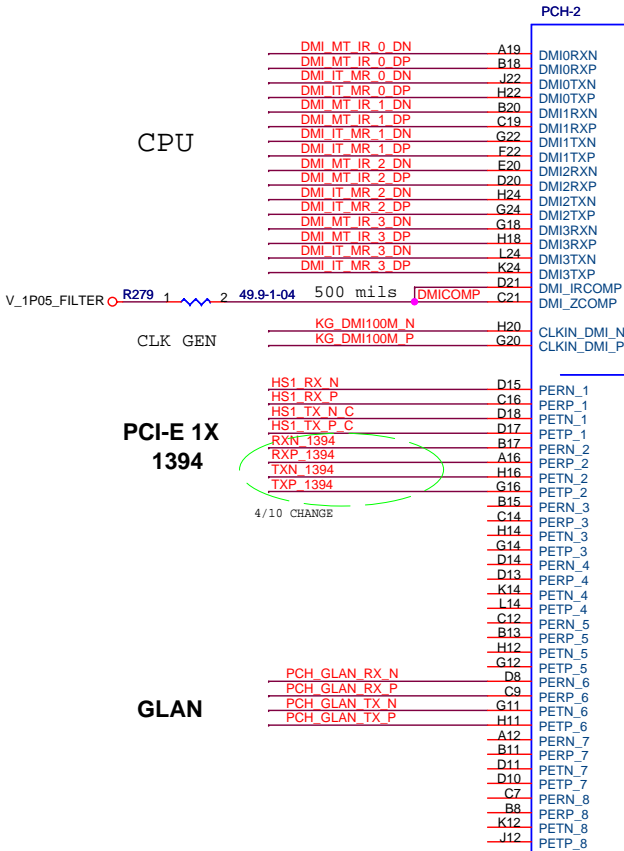 PCH-2
DMI_MT_IR_0_DN A19 DMI0RXN
DMI_MT_IR_0_DP B18 DMI0RXP
DMI_IT_MR_0_DN J22 DMI0TXN
DMI_IT_MR_0_DP H22 DMI0TXP
DMI_MT_IR_1_DN B20 DMI1RXN
DMI_MT_IR_1_DP C19 DMI1RXP
CPU
DMI_IT_MR_1_DN G22 DMI1TXN
DMI_IT_MR_1_DP F22 DMI1TXP
DMI_MT_IR_2_DN E20 DMI2RXN
DMI_MT_IR_2_DP D20 DMI2RXP
DMI_IT_MR_2_DN H24 DMI2TXN
DMI_IT_MR_2_DP G24 DMI2TXP
DMI_MT_IR_3_DN G18 DMI3RXN
DMI_MT_IR_3_DP H18 DMI3RXP
DMI_IT_MR_3_DN L24 DMI3TXN
DMI_IT_MR_3_DP K24 DMI3TXP
D21 DMI_IRCOMP
V_1P05_FILTER R279 1 2 49.9-1-04 500 mils DMICOMP C21 DMI_ZCOMP
KG_DMI100M_N H20 CLKIN_DMI_N
CLK GEN KG_DMI100M_P G20 CLKIN_DMI_P
HS1_RX_N D15 PERN_1
HS1_RX_P C16 PERP_1
HS1_TX_N_C D18 PETN_1
HS1_TX_P_C D17 PETP_1
PCI-E 1X
RXN_1394 B17 PERN_2
1394
RXP_1394 A16 PERP_2
TXN_1394 H16 PETN_2
TXP_1394 G16 PETP_2
4/10 CHANGE
B15 PERN_3
C14 PERP_3
H14 PETN_3
G14 PETP_3
D14 PERN_4
D13 PERP_4
K14 PETN_4
L14 PETP_4
C12 PERN_5
B13 PERP_5
H12 PETN_5
G12 PETP_5
PCH_GLAN_RX_N D8 PERN_6
PCH_GLAN_RX_P C9 PERP_6
GLAN
PCH_GLAN_TX_N G11 PETN_6
PCH_GLAN_TX_P H11 PETP_6
A12 PERN_7
B11 PERP_7
D11 PETN_7
D10 PETP_7
C7 PERN_8
B8 PERP_8
K12 PETN_8
J12 PETP_8